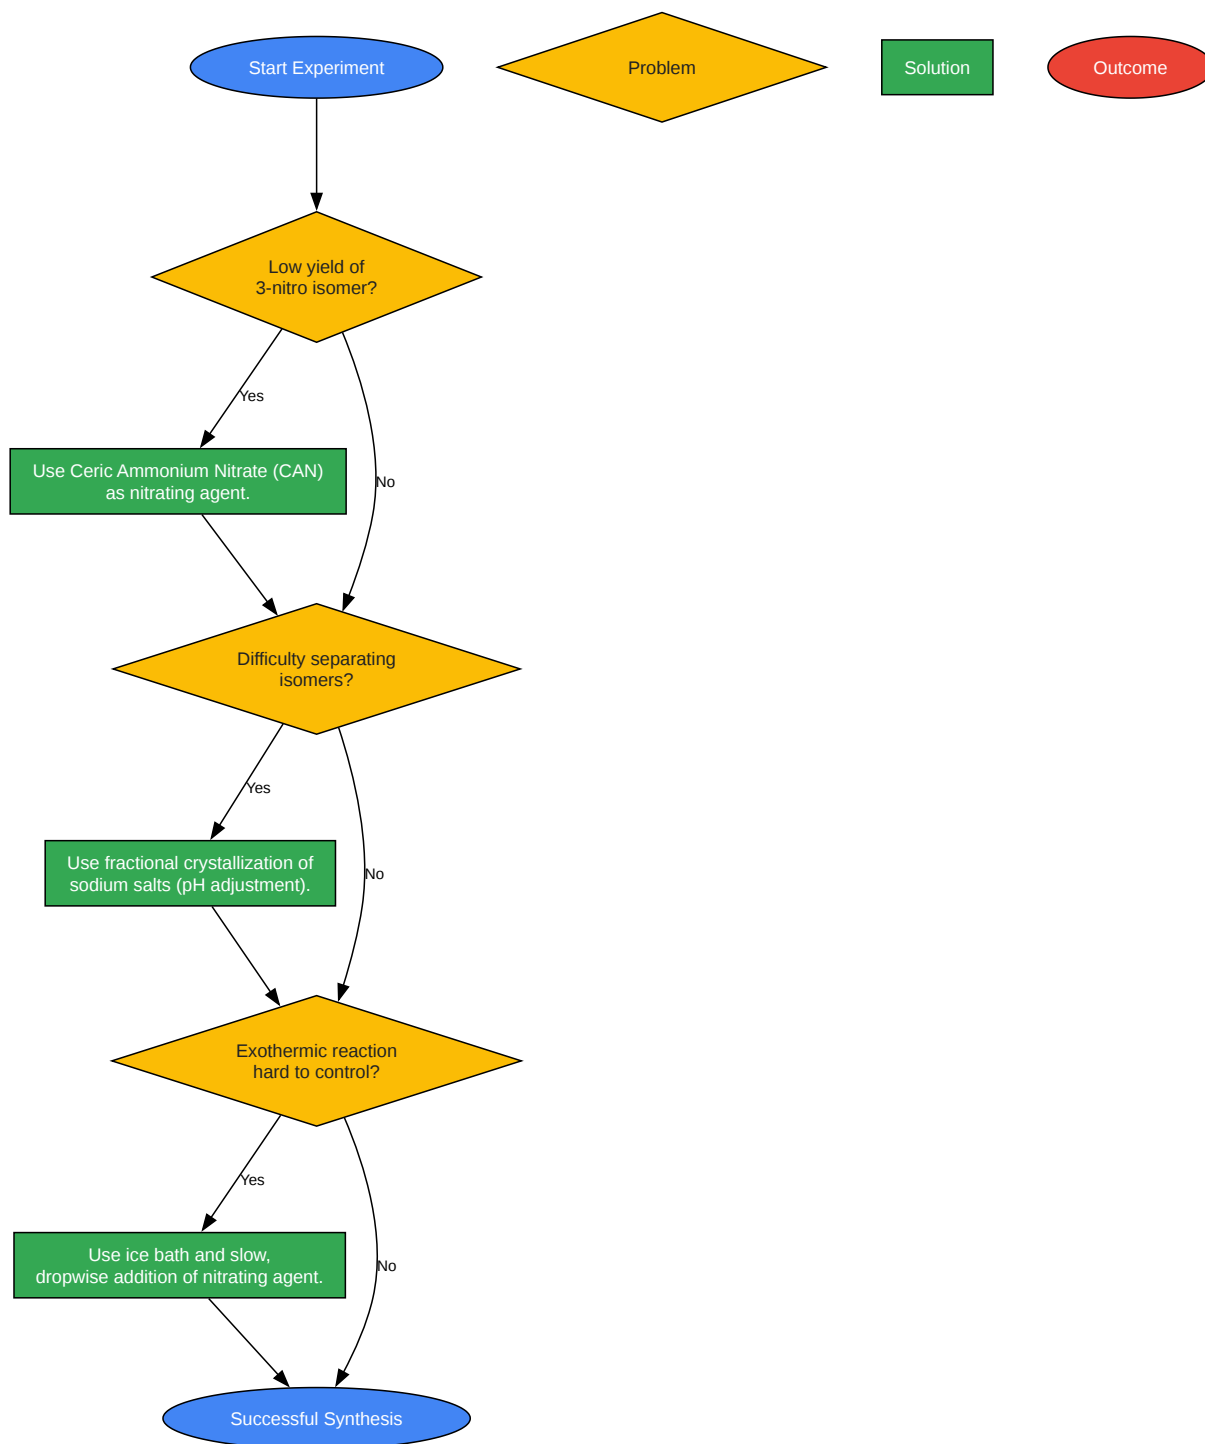 Start Experiment
Problem
Solution
Outcome
Low yield of
3-nitro isomer?
Yes
Use Ceric Ammonium Nitrate (CAN)
as nitrating agent.
No
Difficulty separating
isomers?
Yes
Use fractional crystallization of
sodium salts (pH adjustment).
No
Exothermic reaction
hard to control?
Yes
Use ice bath and slow,
dropwise addition of nitrating agent.
No
Successful Synthesis